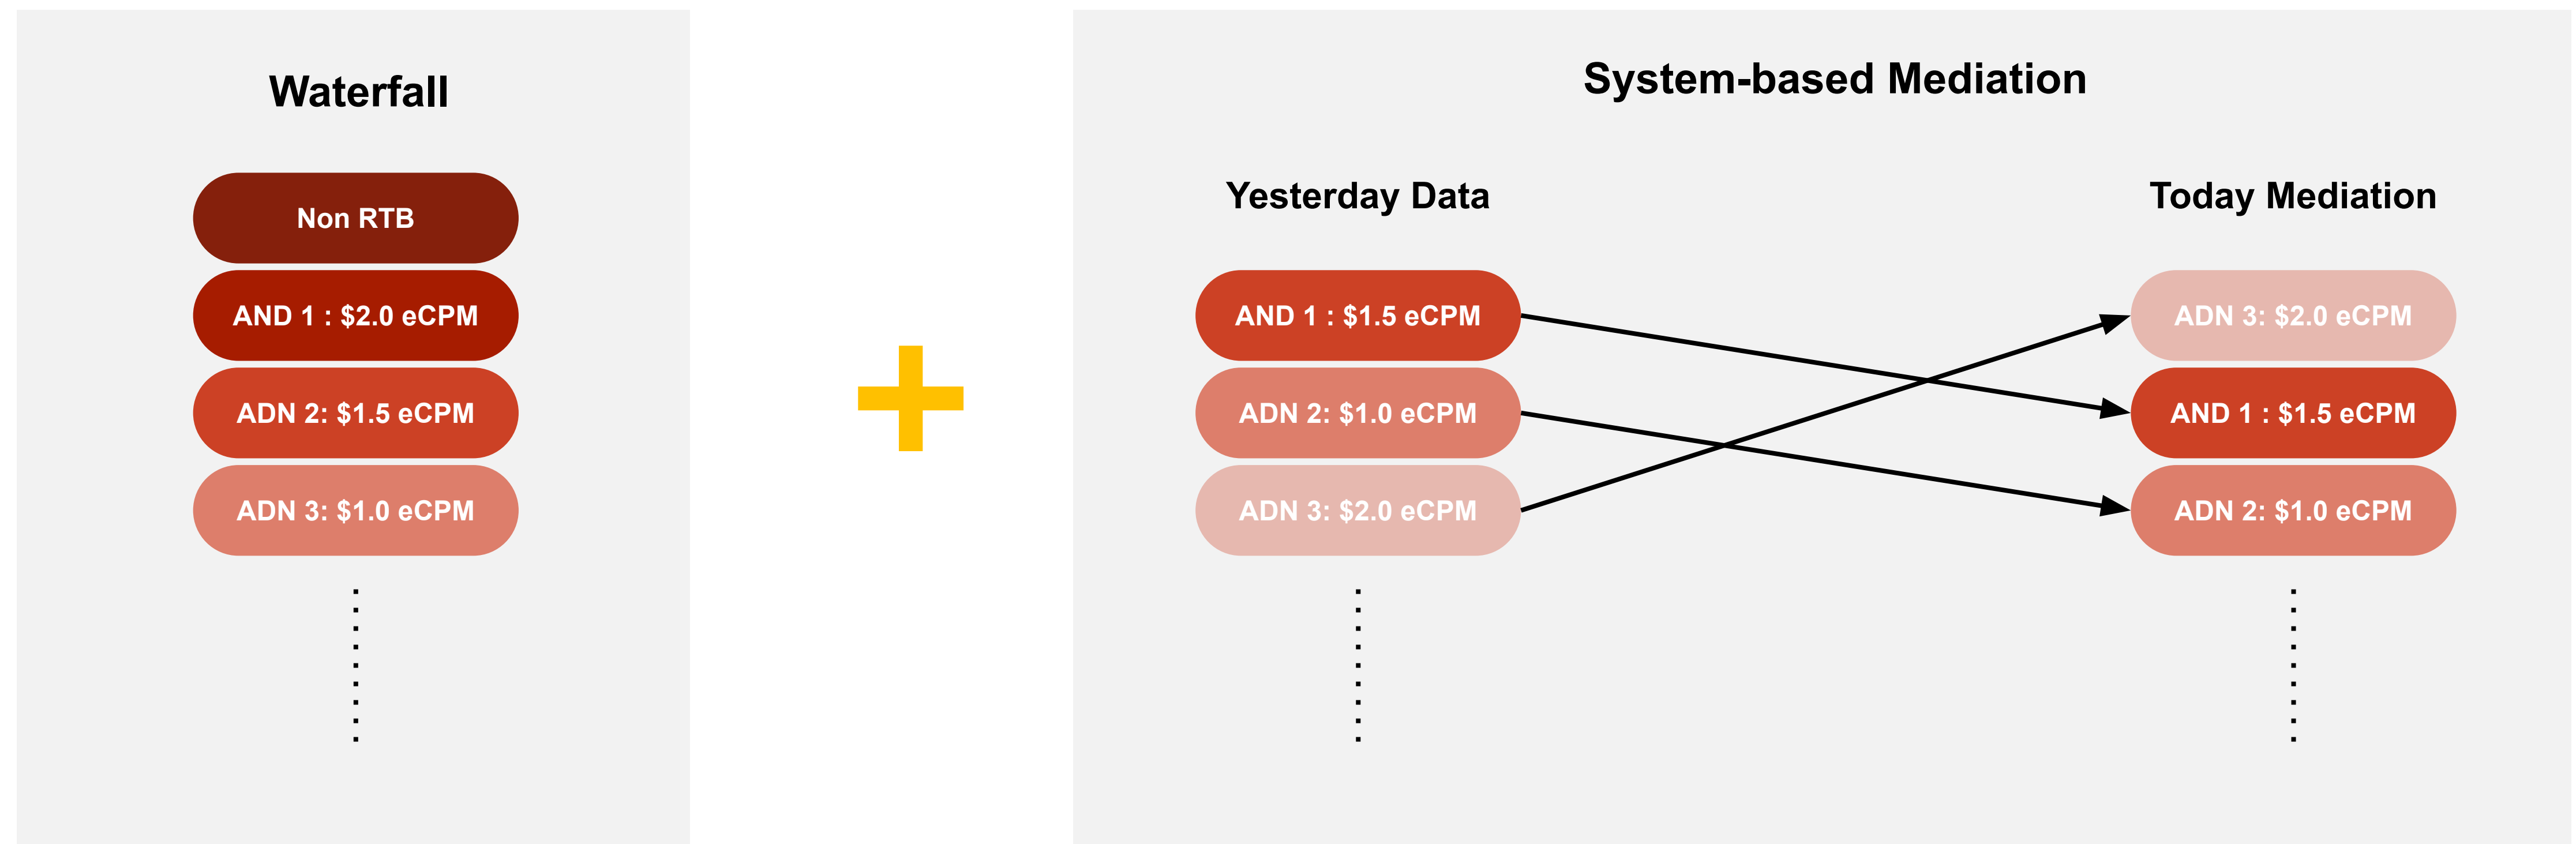 Waterfall
Non RTB
AND 1 : $2.0 eCPM
ADN 2: $1.5 eCPM
ADN 3: $1.0 eCPM
System-based Mediation
Yesterday Data
AND 1 : $1.5 eCPM
ADN 2: $1.0 eCPM
ADN 3: $2.0 eCPM
Today Mediation
ADN 3: $2.0 eCPM
AND 1 : $1.5 eCPM
ADN 2: $1.0 eCPM